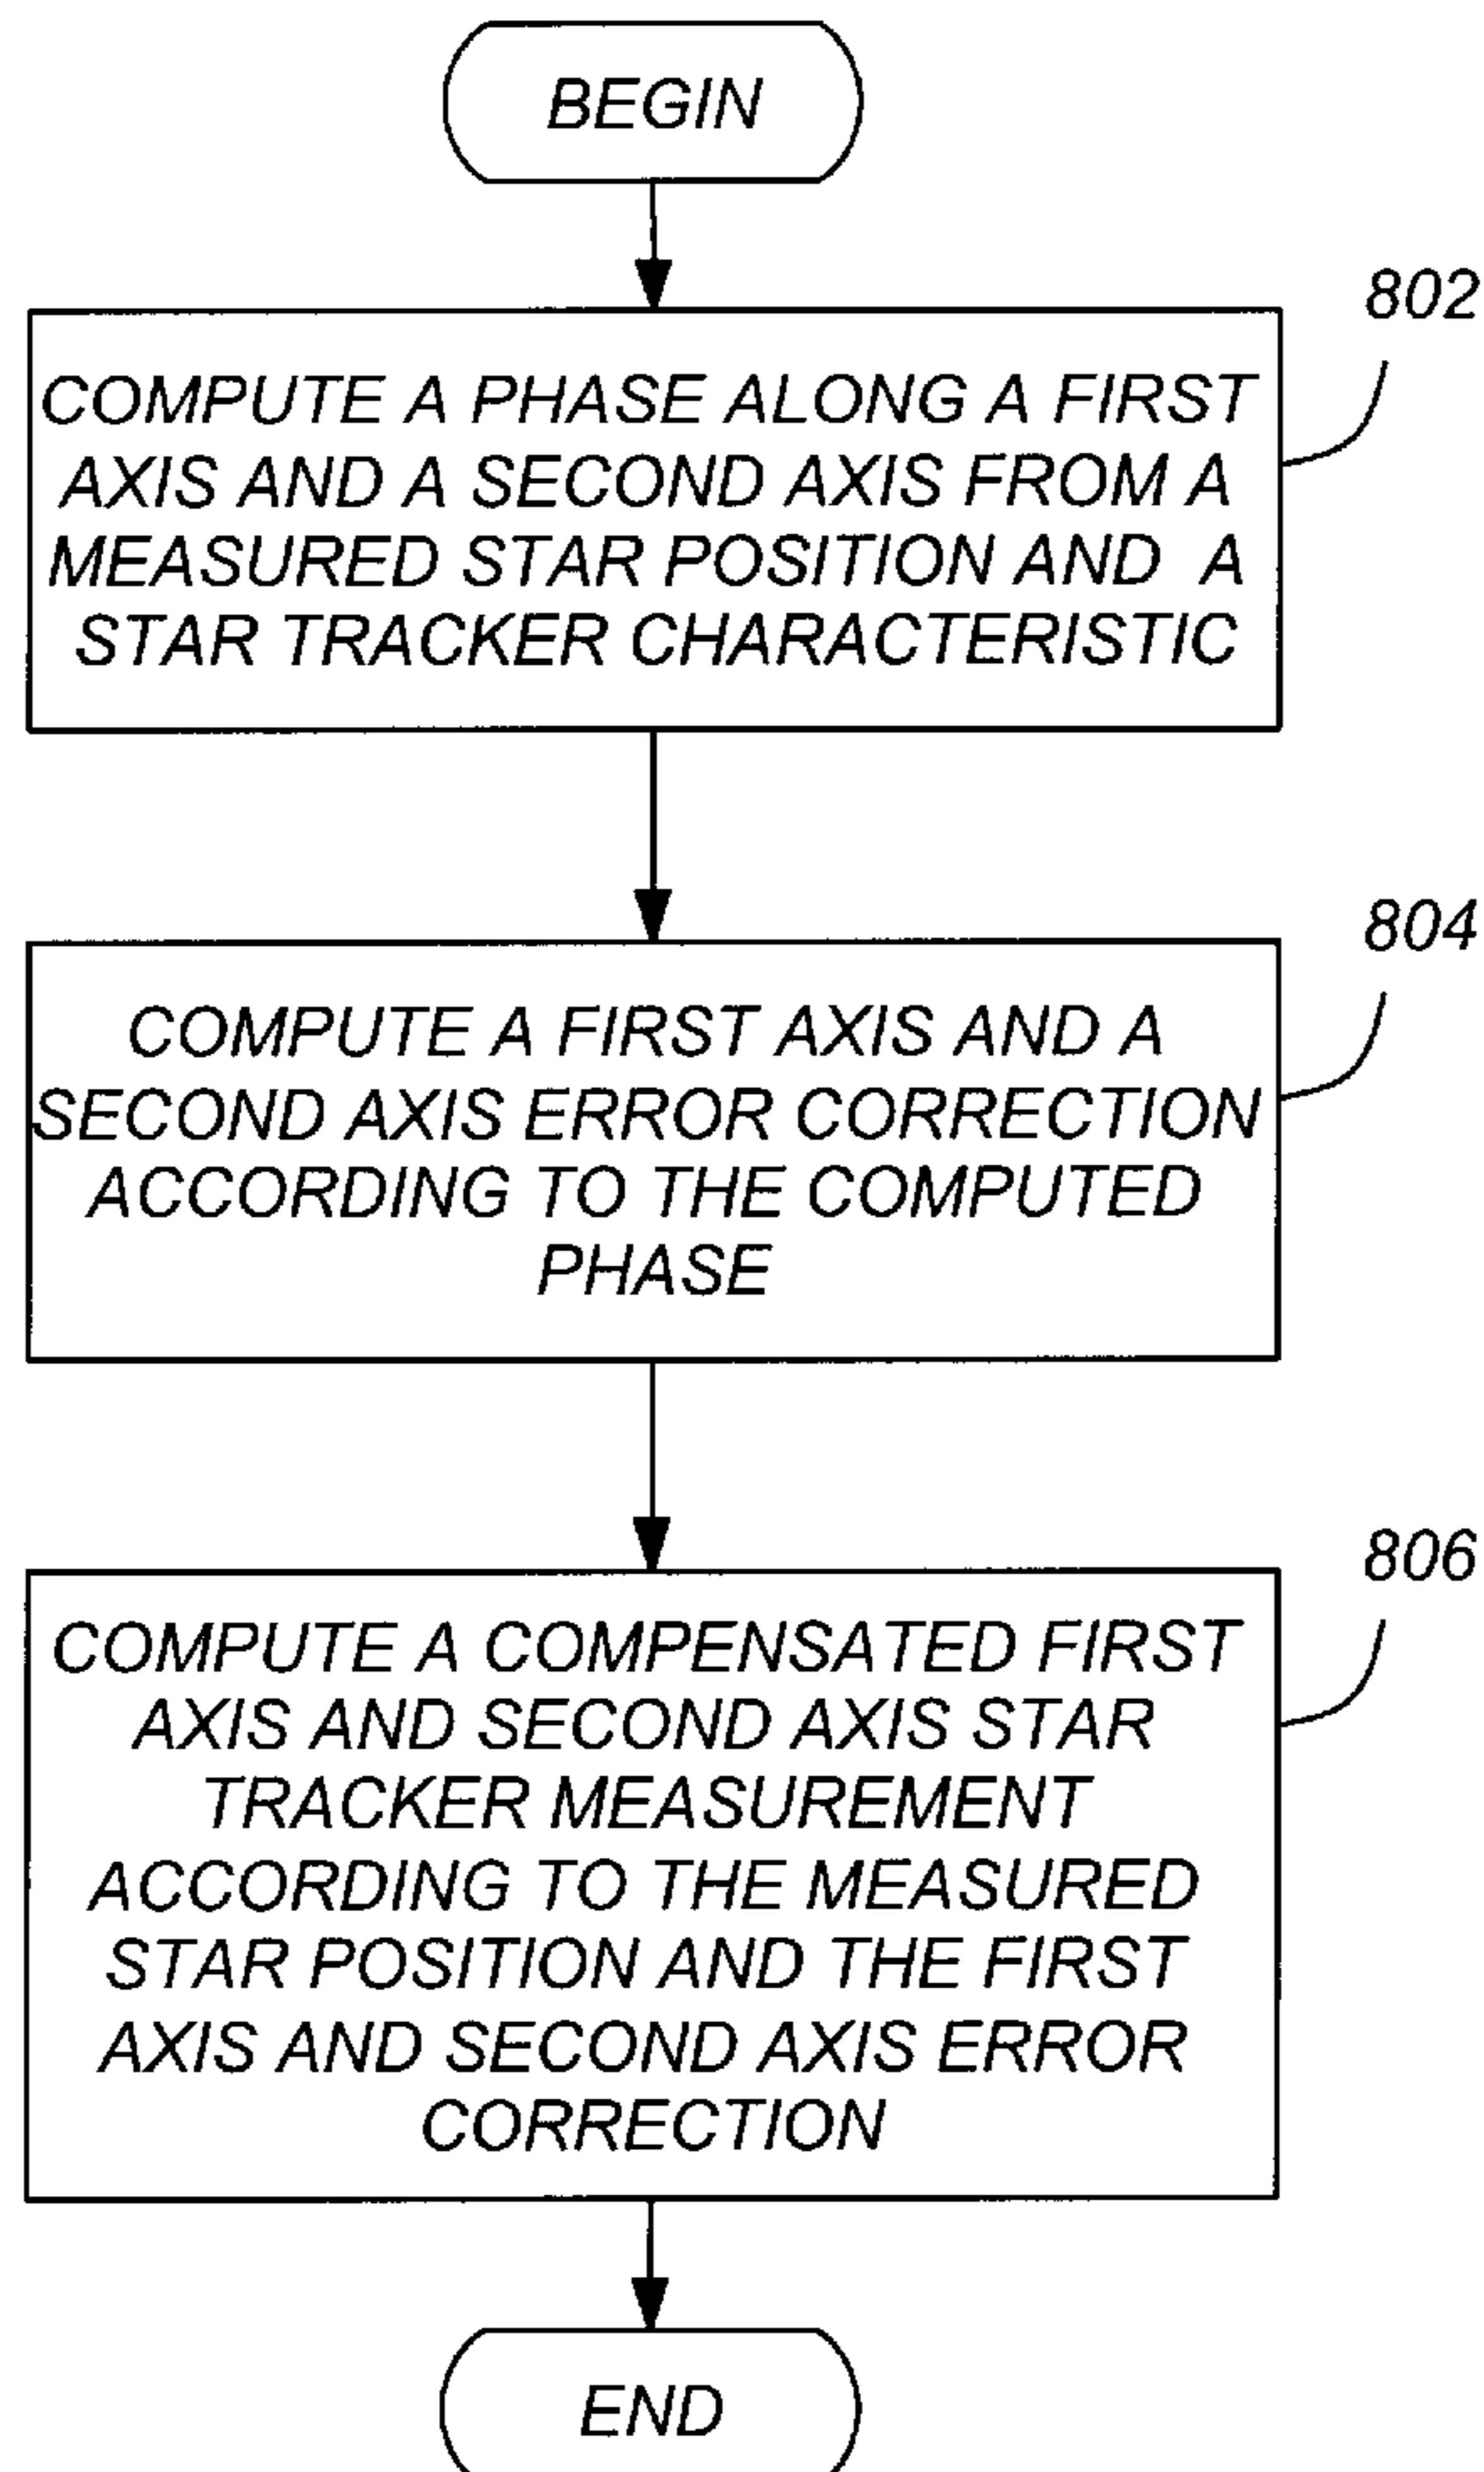 BEGIN
802
COMPUTE A PHASE ALONG A FIRST
AXIS AND A SECOND AXIS FROM A
MEASURED STAR POSITION AND A
STAR TRACKER CHARACTERISTIC
804
COMPUTE A FIRST AXIS AND A
SECOND AXIS ERROR CORRECTION
ACCORDING TO THE COMPUTED
PHASE
806
COMPUTE A COMPENSATED FIRST
AXIS AND SECOND AXIS STAR
TRACKER MEASUREMENT
ACCORDING TO THE MEASURED
STAR POSITION AND THE FIRST
AXIS AND SECOND AXIS ERROR
CORRECTION
END